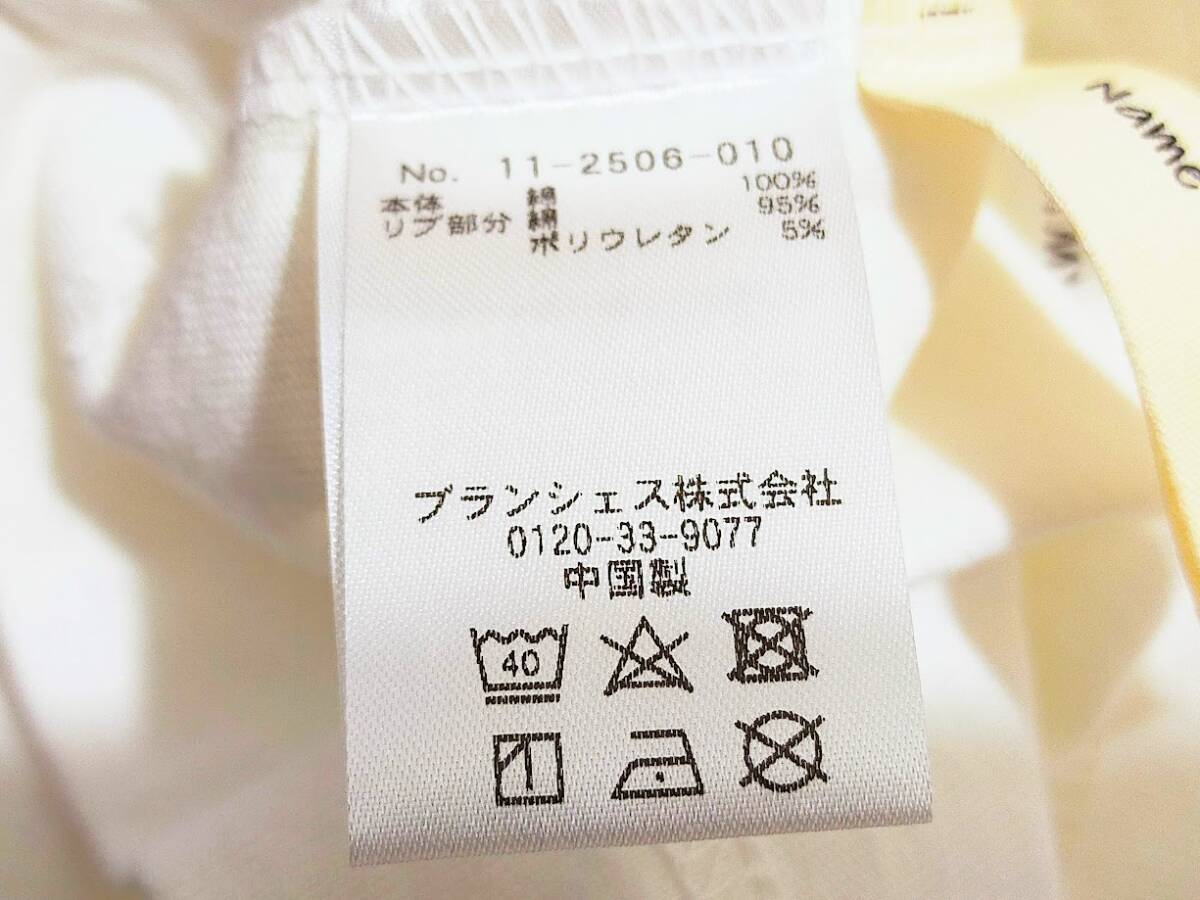 No. 11-2506-010
本体 綿 100%
リブ部分 綿 95%
ポリウレタン 5%
ブランシェス株式会社
0120-33-9077
中国製
40
Name